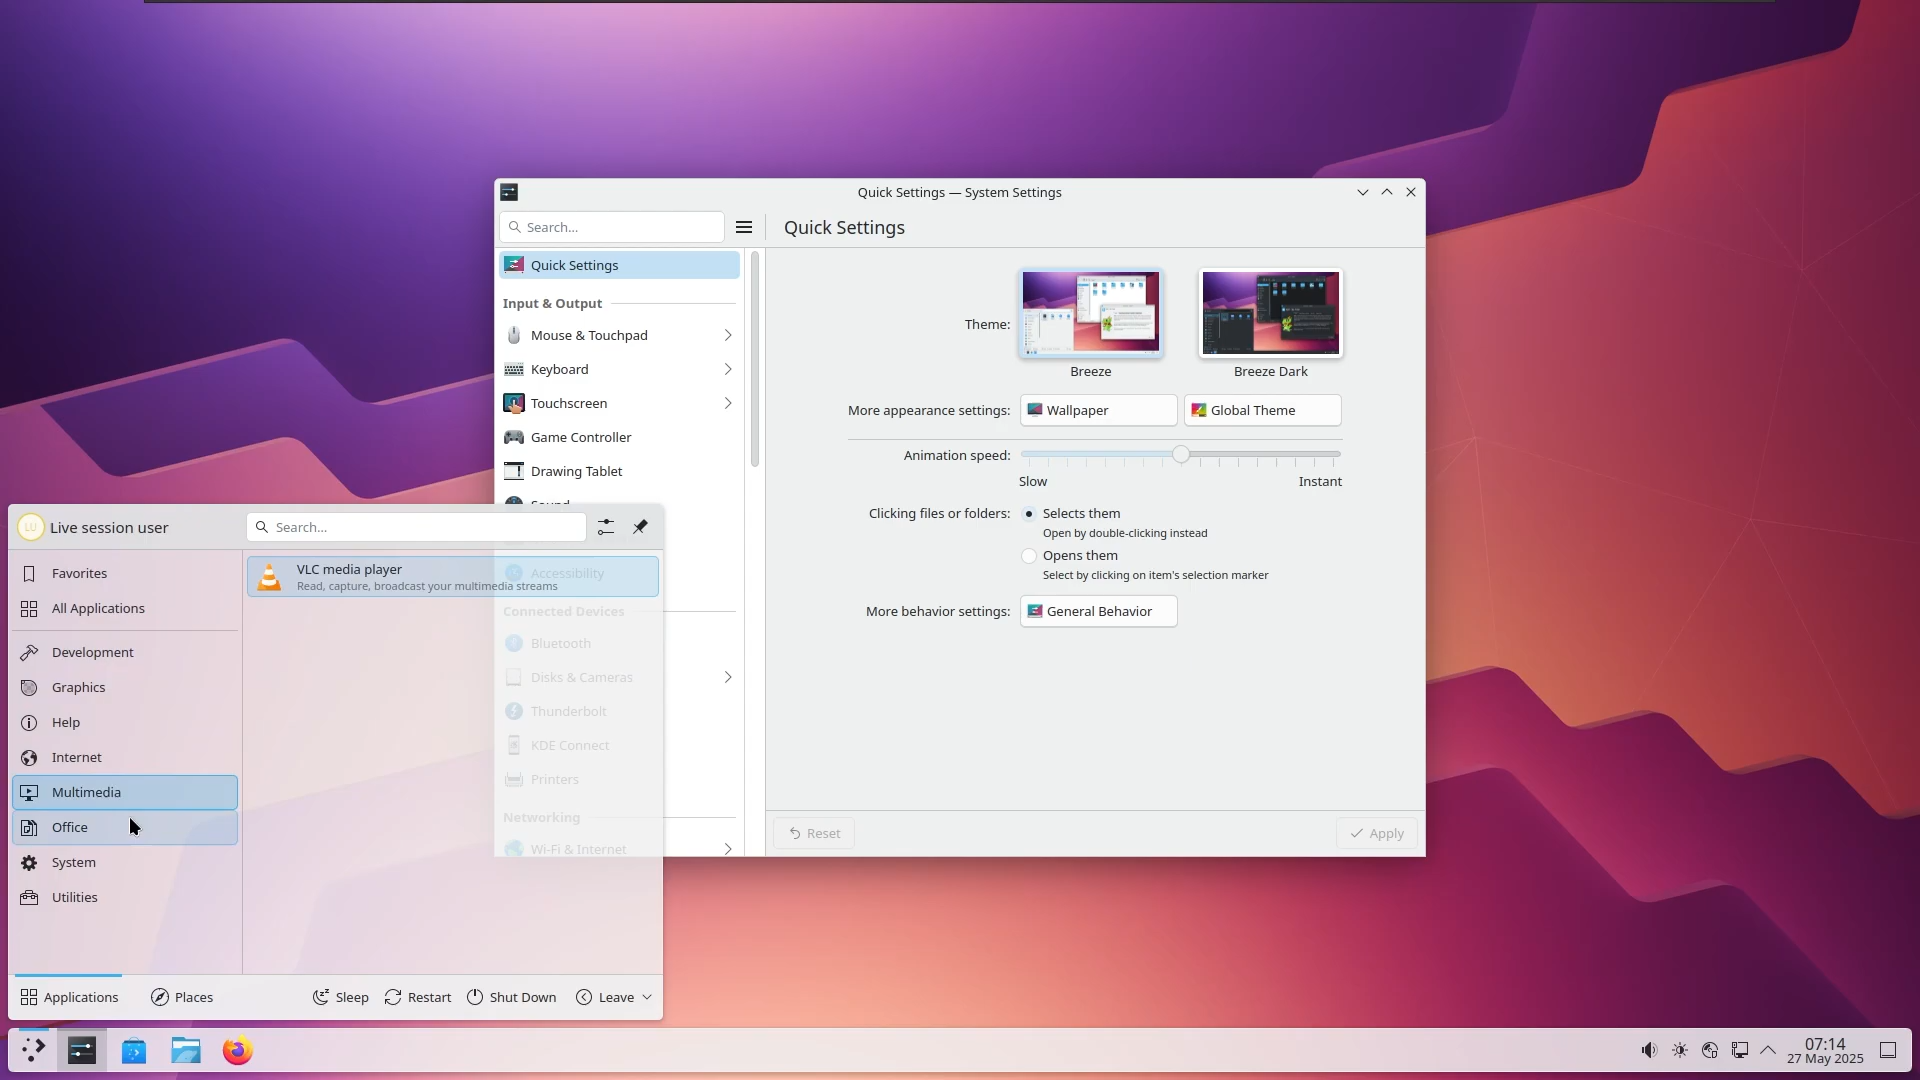 Quick Settings — System Settings
Search...
Quick Settings
Quick Settings
Input & Output
Mouse & Touchpad
Keyboard
Touchscreen
Game Controller
Drawing Tablet
Sound
Accessibility
Connected Devices
Bluetooth
Disks & Cameras
Thunderbolt
KDE Connect
Printers
Networking
Wi-Fi & Internet
Theme:
Breeze
Breeze Dark
More appearance settings:
Wallpaper
Global Theme
Animation speed:
Slow
Instant
Clicking files or folders:
Selects them
Open by double-clicking instead
Opens them
Select by clicking on item's selection marker
More behavior settings:
General Behavior
Reset
Apply
LU
Live session user
Search...
Favorites
All Applications
Development
Graphics
Help
Internet
Multimedia
Office
System
Utilities
VLC media player
Read, capture, broadcast your multimedia streams
Applications
Places
Sleep
Restart
Shut Down
Leave
07:14
27 May 2025